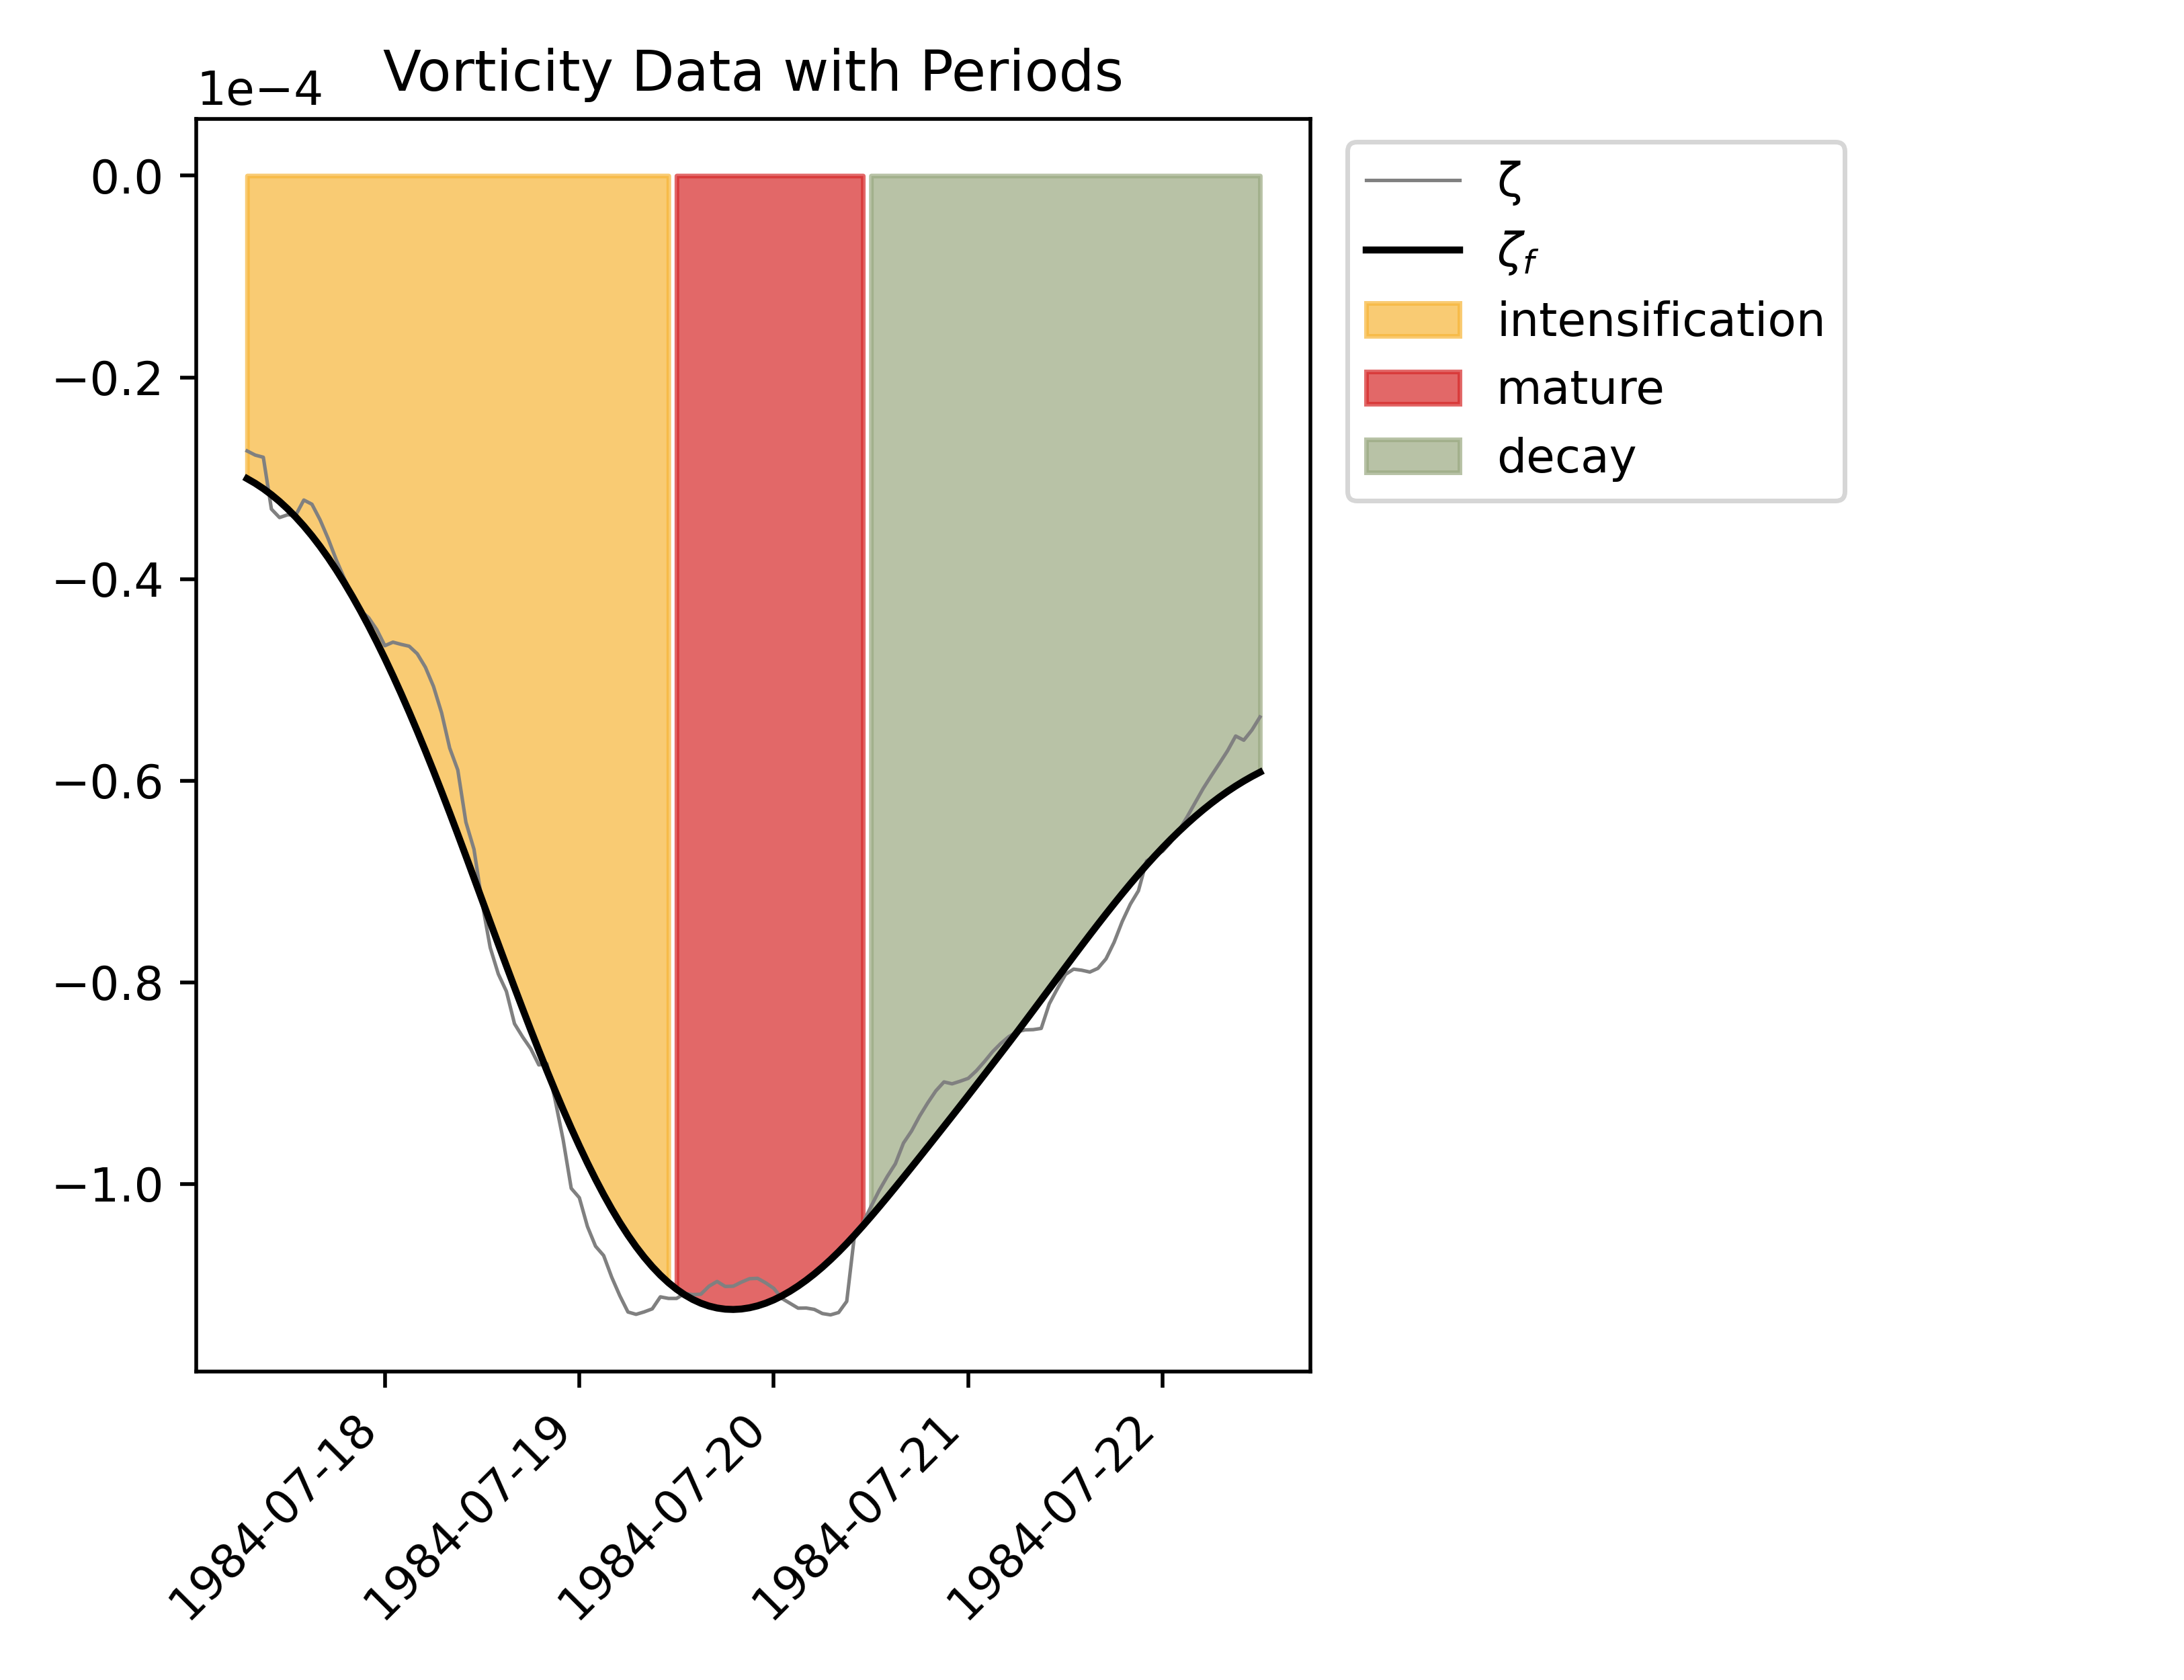 Vorticity Data with Periods
1e−4
0.0
−0.2
−0.4
−0.6
−0.8
−1.0
1984-07-18
1984-07-19
1984-07-20
1984-07-21
1984-07-22
ζ
ζf
intensification
mature
decay